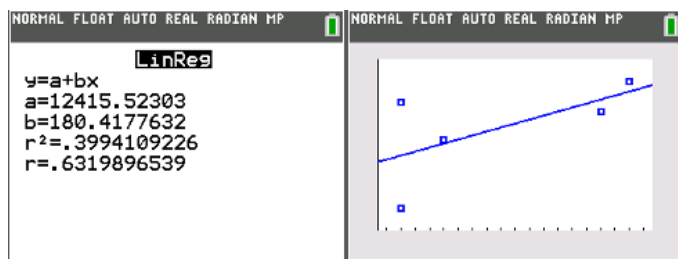 NORMAL FLOAT AUTO REAL RADIAN MP
LinReg
y=a+bx
a=12415.52303
b=180.4177632
r²=.3994109226
r=.6319896539
NORMAL FLOAT AUTO REAL RADIAN MP